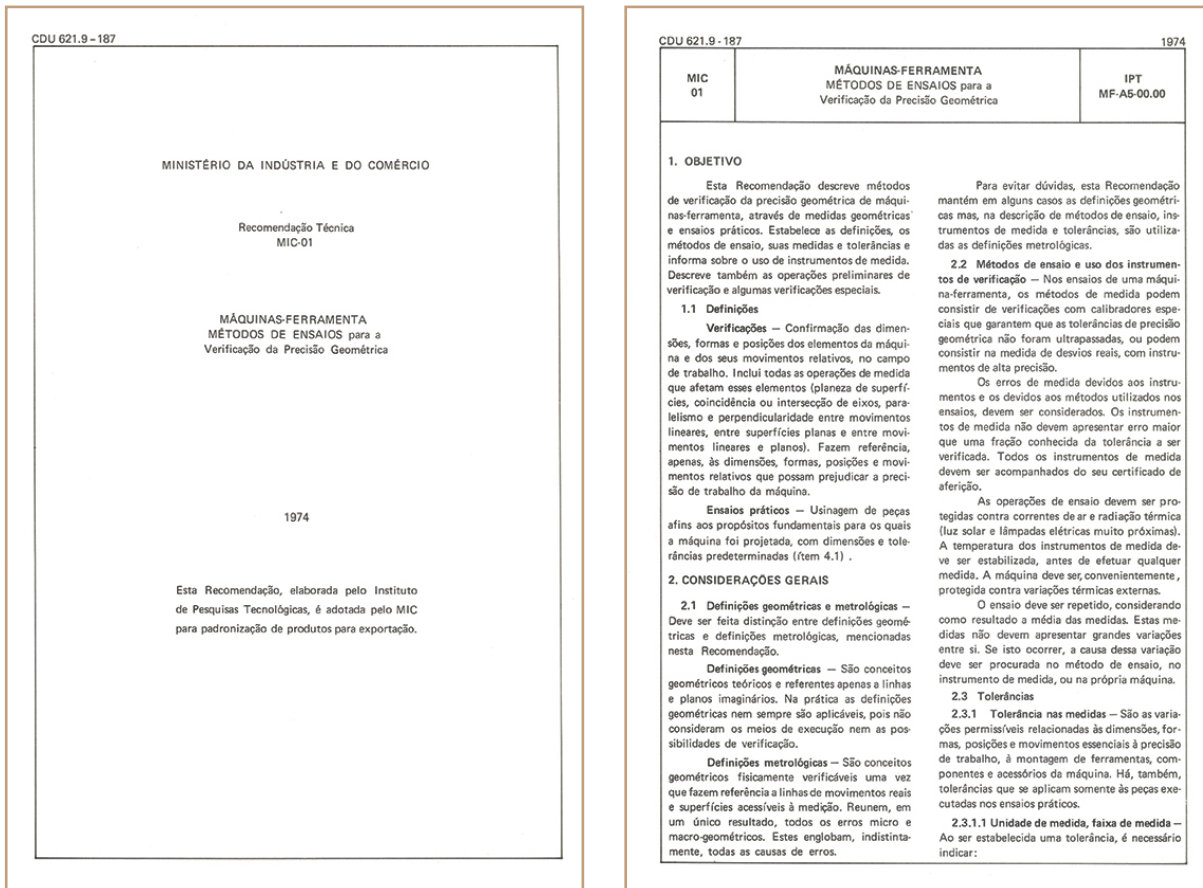 CDU 621.9 – 187
MINISTÉRIO DA INDÚSTRIA E DO COMÉRCIO
Recomendação Técnica
MIC-01
MÁQUINAS-FERRAMENTA
MÉTODOS DE ENSAIOS para a
Verificação da Precisão Geométrica
1974
Esta Recomendação, elaborada pelo Instituto
de Pesquisas Tecnológicas, é adotada pelo MIC
para padronização de produtos para exportação.
CDU 621.9 - 187
1974
MIC
01
MÁQUINAS-FERRAMENTA
MÉTODOS DE ENSAIOS para a
Verificação da Precisão Geométrica
IPT
MF-A5-00.00
1. OBJETIVO
Esta Recomendação descreve métodos
de verificação da precisão geométrica de máqui-
nas-ferramenta, através de medidas geométricas
e ensaios práticos. Estabelece as definições, os
métodos de ensaio, suas medidas e tolerâncias e
informa sobre o uso de instrumentos de medida.
Descreve também as operações preliminares de
verificação e algumas verificações especiais.
1.1 Definições
Verificações — Confirmação das dimen-
sões, formas e posições dos elementos da máqui-
na e dos seus movimentos relativos, no campo
de trabalho. Inclui todas as operações de medida
que afetam esses elementos (planeza de superfí-
cies, coincidência ou intersecção de eixos, para-
lelismo e perpendicularidade entre movimentos
lineares, entre superfícies planas e entre movi-
mentos lineares e planos). Fazem referência,
apenas, às dimensões, formas, posições e movi-
mentos relativos que possam prejudicar a preci-
são de trabalho da máquina.
Ensaios práticos — Usinagem de peças
afins aos propósitos fundamentais para os quais
a máquina foi projetada, com dimensões e tole-
râncias predeterminadas (ítem 4.1) .
2. CONSIDERAÇÕES GERAIS
2.1 Definições geométricas e metrológicas —
Deve ser feita distinção entre definições geomé-
tricas e definições metrológicas, mencionadas
nesta Recomendação.
Definições geométricas — São conceitos
geométricos teóricos e referentes apenas a linhas
e planos imaginários. Na prática as definições
geométricas nem sempre são aplicáveis, pois não
consideram os meios de execução nem as pos-
sibilidades de verificação.
Definições metrológicas — São conceitos
geométricos fisicamente verificáveis uma vez
que fazem referência a linhas de movimentos reais
e superfícies acessíveis à medição. Reunem, em
um único resultado, todos os erros micro e
macro-geométricos. Estes englobam, indistinta-
mente, todas as causas de erros.
Para evitar dúvidas, esta Recomendação
mantém em alguns casos as definições geométri-
cas mas, na descrição de métodos de ensaio, ins-
trumentos de medida e tolerâncias, são utiliza-
das as definições metrológicas.
2.2 Métodos de ensaio e uso dos instrumen-
tos de verificação — Nos ensaios de uma máqui-
na-ferramenta, os métodos de medida podem
consistir de verificações com calibradores espe-
ciais que garantem que as tolerâncias de precisão
geométrica não foram ultrapassadas, ou podem
consistir na medida de desvios reais, com instru-
mentos de alta precisão.
Os erros de medida devidos aos instru-
mentos e os devidos aos métodos utilizados nos
ensaios, devem ser considerados. Os instrumen-
tos de medida não devem apresentar erro maior
que uma fração conhecida da tolerância a ser
verificada. Todos os instrumentos de medida
devem ser acompanhados do seu certificado de
aferição.
As operações de ensaio devem ser pro-
tegidas contra correntes de ar e radiação térmica
(luz solar e lâmpadas elétricas muito próximas).
A temperatura dos instrumentos de medida de-
ve ser estabilizada, antes de efetuar qualquer
medida. A máquina deve ser, convenientemente,
protegida contra variações térmicas externas.
O ensaio deve ser repetido, considerando
como resultado a média das medidas. Estas me-
didas não devem apresentar grandes variações
entre si. Se isto ocorrer, a causa dessa variação
deve ser procurada no método de ensaio, no
instrumento de medida, ou na própria máquina.
2.3 Tolerâncias
2.3.1 Tolerância nas medidas — São as varia-
ções permissíveis relacionadas às dimensões, for-
mas, posições e movimentos essenciais à precisão
de trabalho, à montagem de ferramentas, com-
ponentes e acessórios da máquina. Há, também,
tolerâncias que se aplicam somente às peças exe-
cutadas nos ensaios práticos.
2.3.1.1 Unidade de medida, faixa de medida —
Ao ser estabelecida uma tolerância, é necessário
indicar: